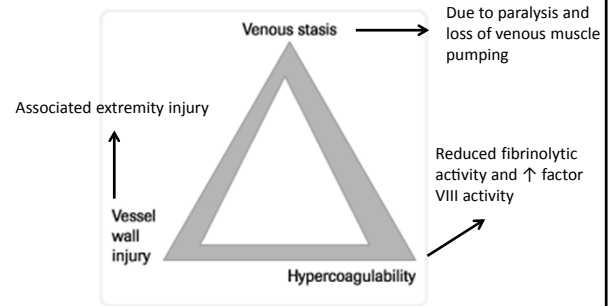 Venous stasis
Due to paralysis and
loss of venous muscle
pumping
Associated extremity injury
Vessel
wall
injury
Reduced fibrinolytic
activity and ↑ factor
VIII activity
Hypercoagulability